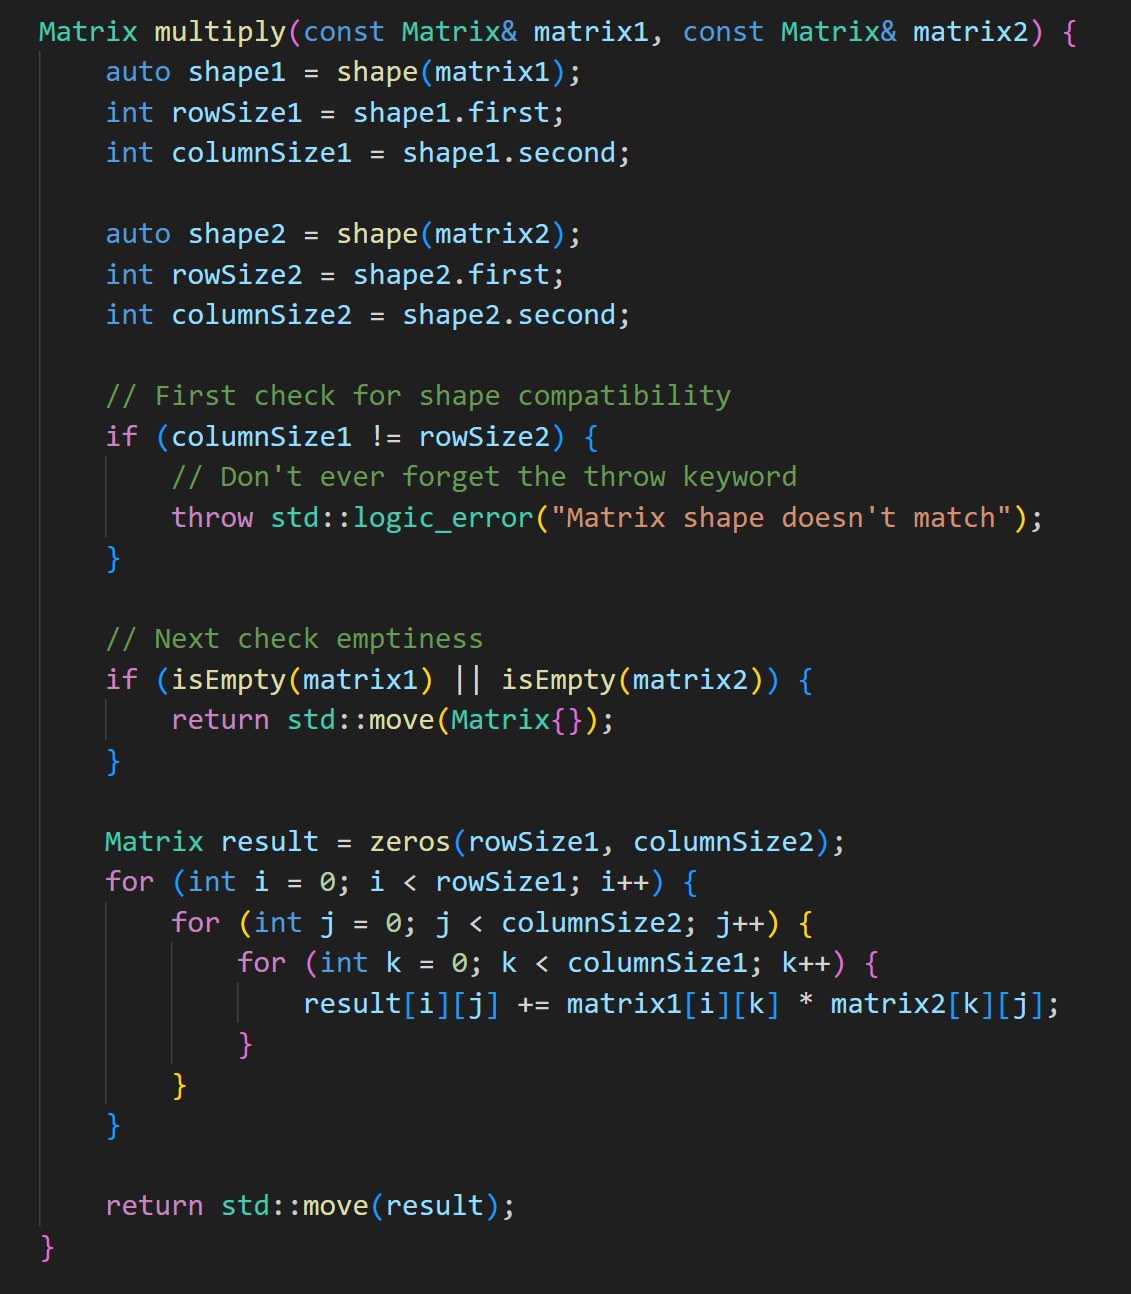 Matrix multiply(const Matrix& matrix1, const Matrix& matrix2) {
    auto shape1 = shape(matrix1);
    int rowSize1 = shape1.first;
    int columnSize1 = shape1.second;

    auto shape2 = shape(matrix2);
    int rowSize2 = shape2.first;
    int columnSize2 = shape2.second;

    // First check for shape compatibility
    if (columnSize1 != rowSize2) {
        // Don't ever forget the throw keyword
        throw std::logic_error("Matrix shape doesn't match");
    }

    // Next check emptiness
    if (isEmpty(matrix1) || isEmpty(matrix2)) {
        return std::move(Matrix{});
    }

    Matrix result = zeros(rowSize1, columnSize2);
    for (int i = 0; i < rowSize1; i++) {
        for (int j = 0; j < columnSize2; j++) {
            for (int k = 0; k < columnSize1; k++) {
                result[i][j] += matrix1[i][k] * matrix2[k][j];
            }
        }
    }

    return std::move(result);
}